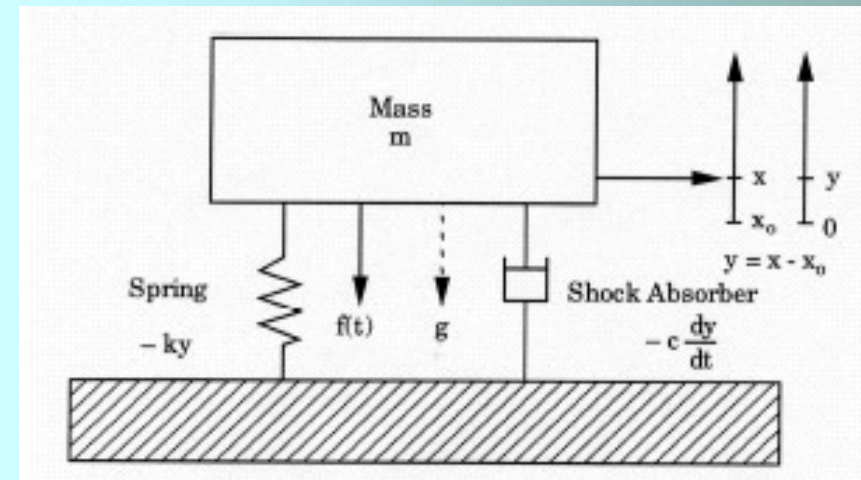 Mass
m
x
y
x₀
0
y = x - x₀
Spring
- ky
f(t)
g
Shock Absorber
- c dy
dt